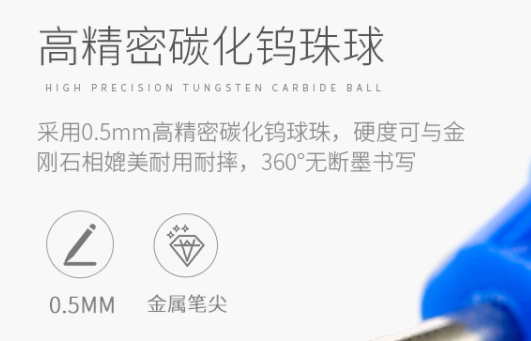 高精密碳化钨珠球
HIGH PRECISION TUNGSTEN CARBIDE BALL
采用0.5mm高精密碳化钨球珠，硬度可与金
刚石相媲美耐用耐摔，360°无断墨书写
0.5MM
金属笔尖